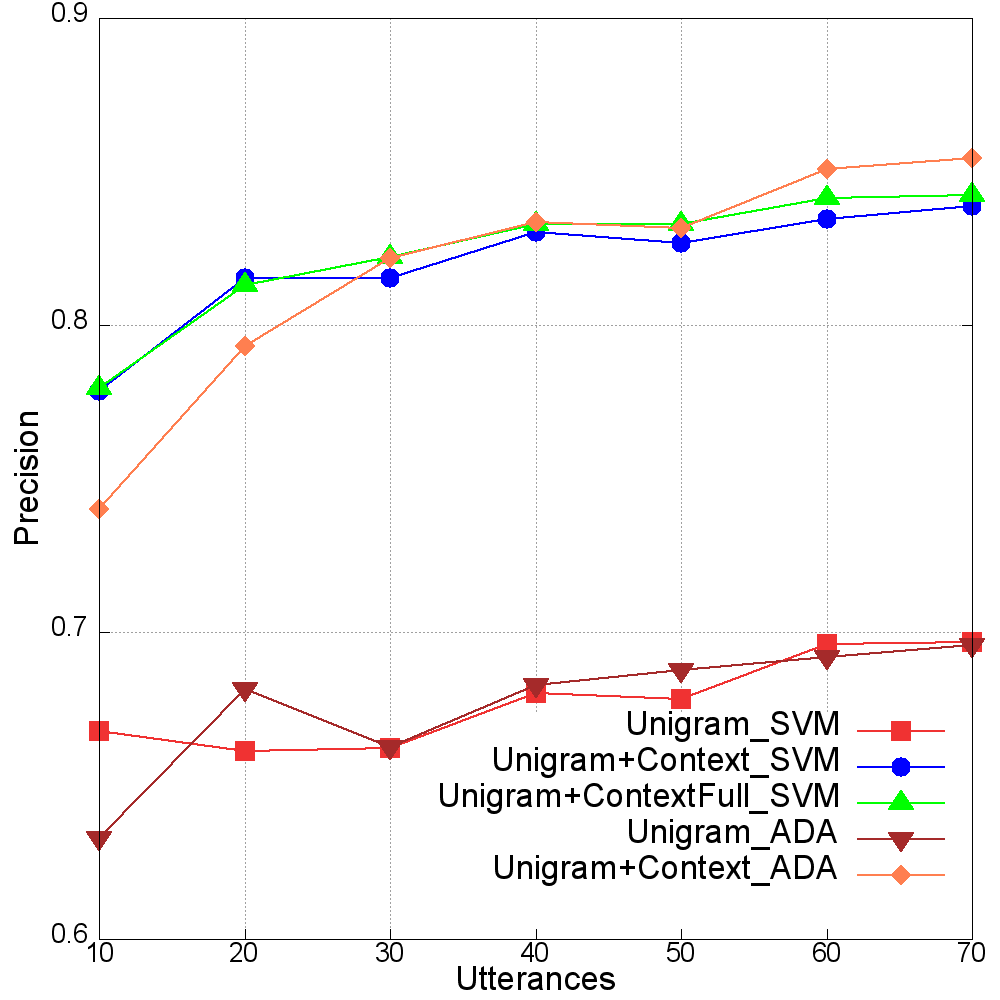 0.9
0.8
0.7
0.6
Precision
Unigram_SVM
Unigram+Context_SVM
Unigram+ContextFull_SVM
Unigram_ADA
Unigram+Context_ADA
10 20 30 40 50 60 70
Utterances